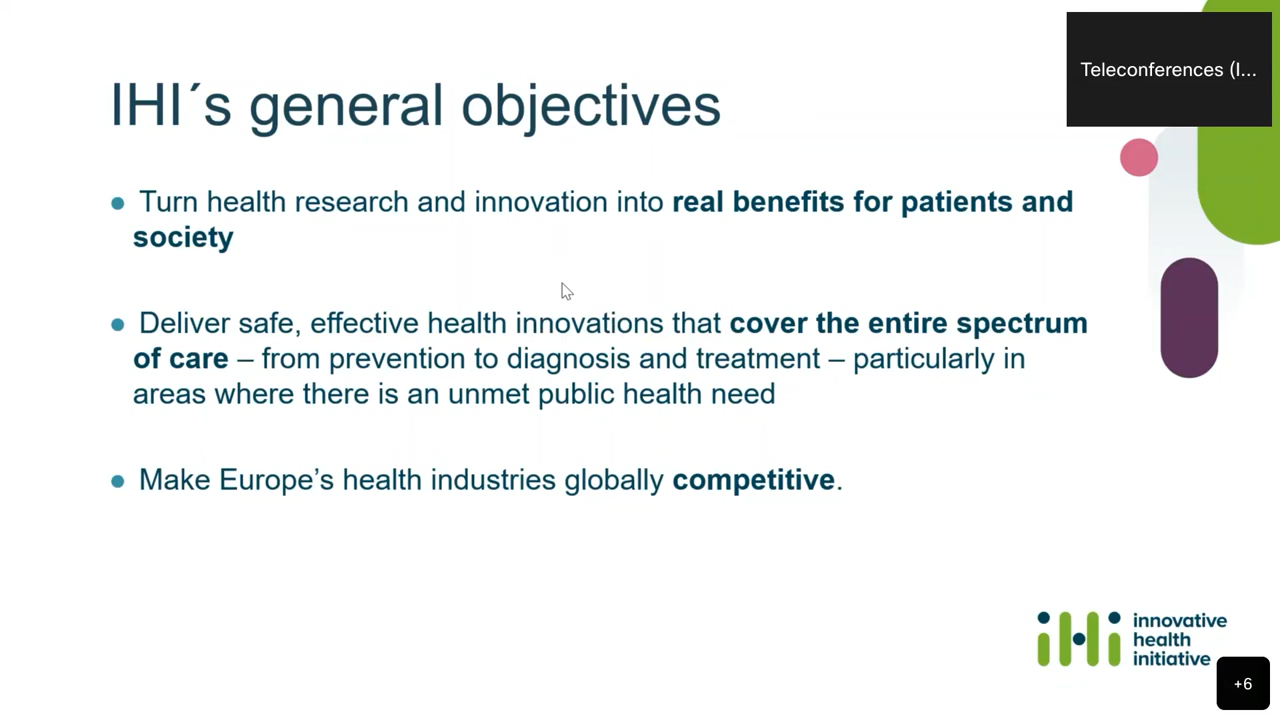 Teleconferences (I...
IHI´s general objectives
● Turn health research and innovation into real benefits for patients and
society
● Deliver safe, effective health innovations that cover the entire spectrum
of care – from prevention to diagnosis and treatment – particularly in
areas where there is an unmet public health need
● Make Europe’s health industries globally competitive.
iHi
innovative
health
initiative
+6